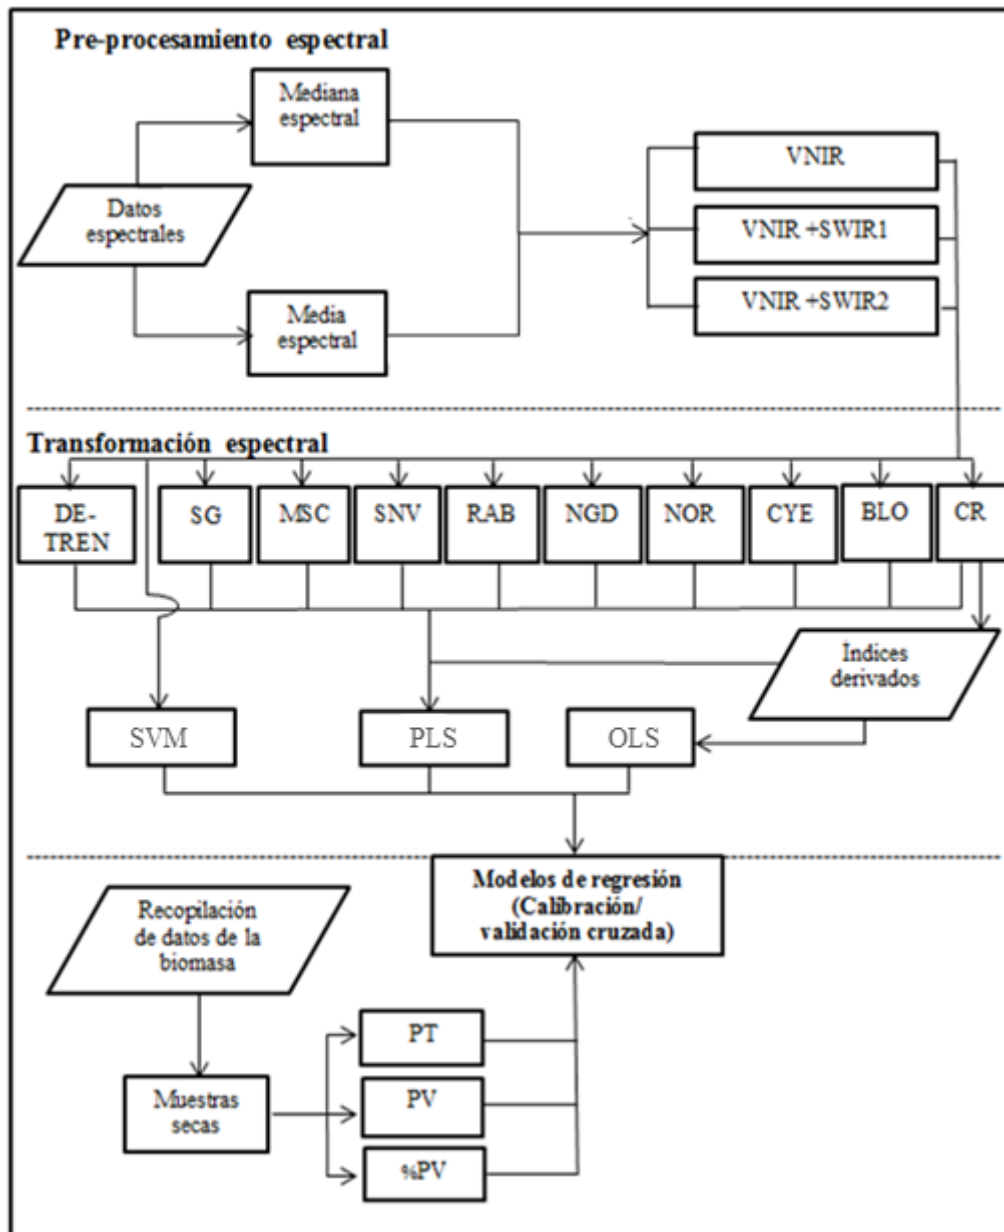 Pre-procesamiento espectral
Mediana
espectral
Datos
espectrales
Media
espectral
VNIR
VNIR +SWIR1
VNIR +SWIR2
Transformación espectral
DE-
TREN
SG
MSC
SNV
RAB
NGD
NOR
CYE
BLO
CR
Índices
derivados
SVM
PLS
OLS
Modelos de regresión
(Calibración/
validación cruzada)
Recopilación
de datos de la
biomasa
Muestras
secas
PT
PV
%PV